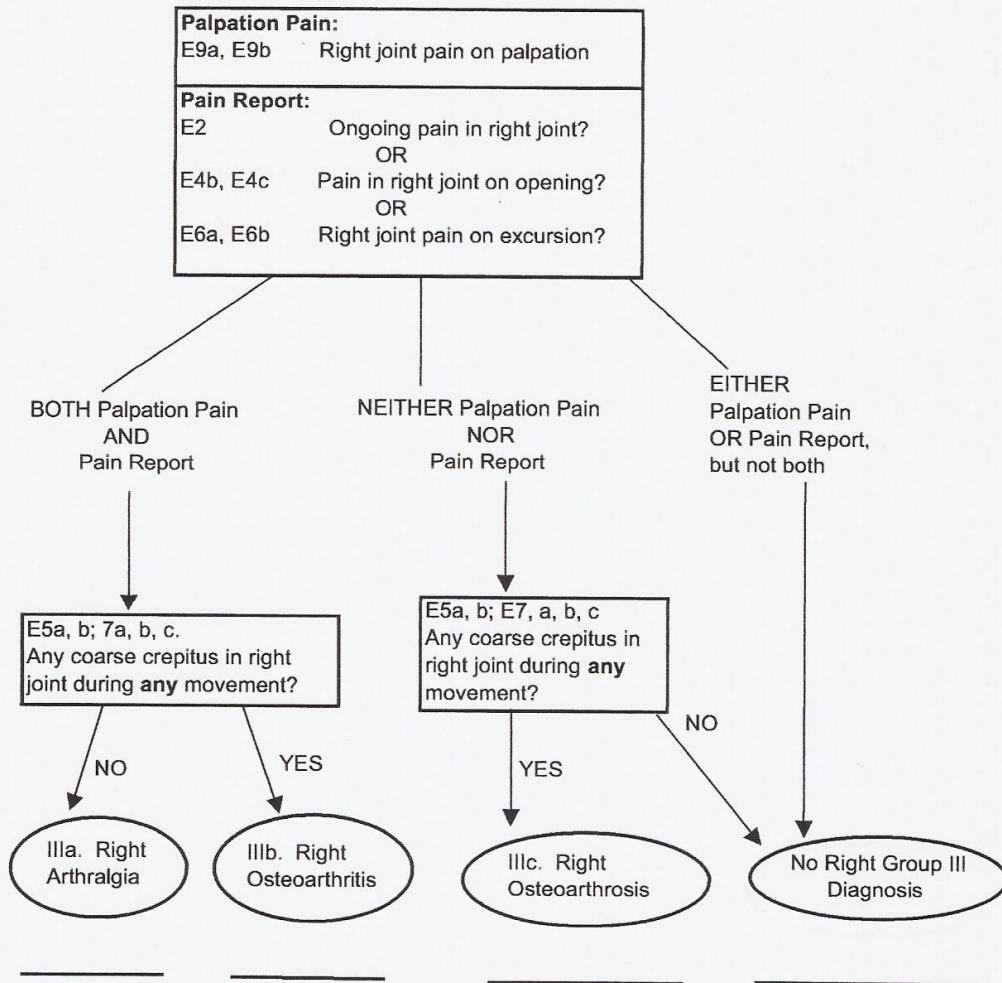 Palpation Pain:
E9a, E9b Right joint pain on palpation
Pain Report:
E2 Ongoing pain in right joint?
OR
E4b, E4c Pain in right joint on opening?
OR
E6a, E6b Right joint pain on excursion?
BOTH Palpation Pain
AND
Pain Report
NEITHER Palpation Pain
NOR
Pain Report
EITHER
Palpation Pain
OR Pain Report,
but not both
E5a, b; 7a, b, c.
Any coarse crepitus in right
joint during any movement?
E5a, b; E7, a, b, c
Any coarse crepitus in
right joint during any
movement?
NO
YES
YES
NO
IIIa. Right
Arthralgia
IIIb. Right
Osteoarthritis
IIIc. Right
Osteoarthrosis
No Right Group III
Diagnosis